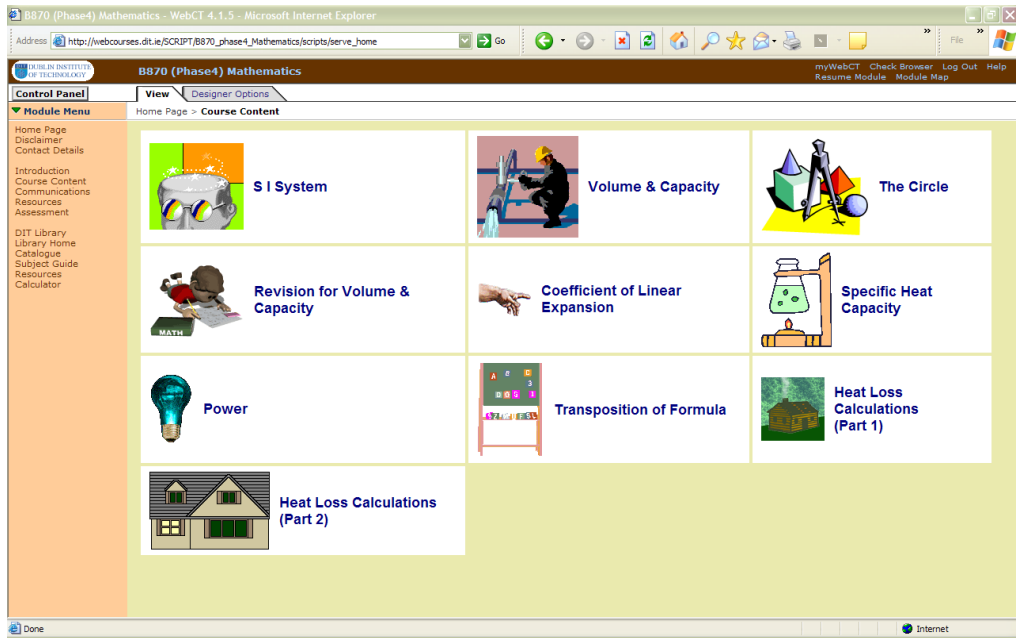 B870 (Phase4) Mathematics - WebCT 4.1.5 - Microsoft Internet Explorer
Address http://webcourses.dit.ie/SCRIPT/B870_phase4_Mathematics/scripts/serve_home Go » File »
DUBLIN INSTITUTE
OF TECHNOLOGY
B870 (Phase4) Mathematics
myWebCT Check Browser Log Out Help
Resume Module Module Map
Control Panel View Designer Options
Module Menu Home Page > Course Content
Home Page
Disclaimer
Contact Details
Introduction
Course Content
Communications
Resources
Assessment
DIT Library
Library Home
Catalogue
Subject Guide
Resources
Calculator
S I System
Volume & Capacity
The Circle
MATH
Revision for Volume &
Capacity
Coefficient of Linear
Expansion
Specific Heat
Capacity
Power
Transposition of Formula
Heat Loss
Calculations
(Part 1)
Heat Loss Calculations
(Part 2)
Done Internet